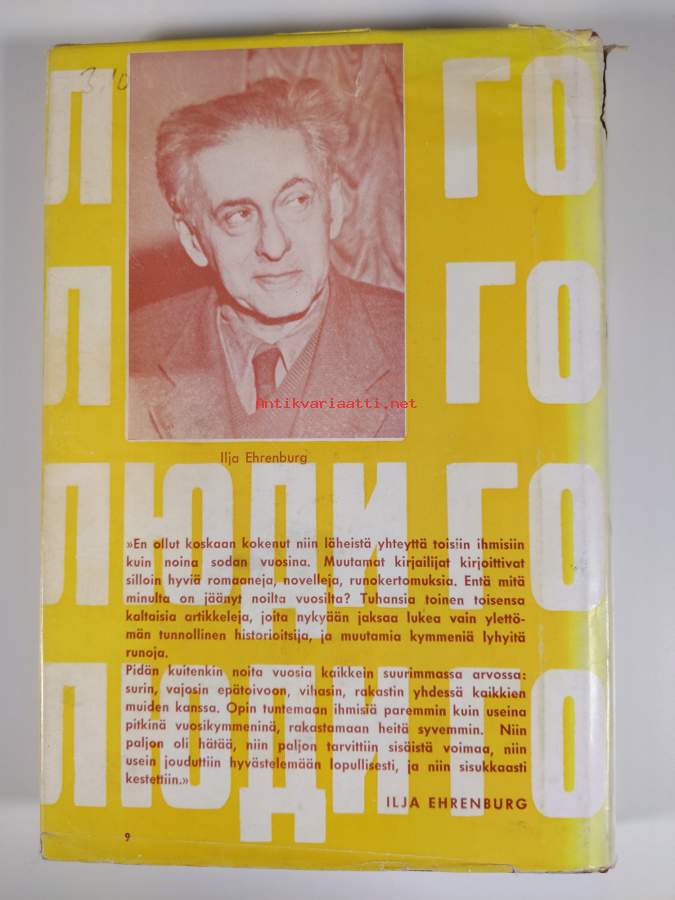 3,10
Л ГО
Л ГО
Antikvariaatti.net
Ilja Ehrenburg
ЛЮДИ ГО
»En ollut koskaan kokenut niin läheistä yhteyttä toisiin ihmisiin
kuin noina sodan vuosina. Muutamat kirjailijat kirjoittivat
silloin hyviä romaaneja, novelleja, runokertomuksia. Entä mitä
minulta on jäänyt noilta vuosilta? Tuhansia toinen toisensa
kaltaisia artikkeleja, joita nykyään jaksaa lukea vain ylettö-
män tunnollinen historioitsija, ja muutamia kymmeniä lyhyitä
runoja.
Pidän kuitenkin noita vuosia kaikkein suurimmassa arvossa:
surin, vajosin epätoivoon, vihasin, rakastin yhdessä kaikkien
muiden kanssa. Opin tuntemaan ihmisiä paremmin kuin useina
pitkinä vuosikymmeninä, rakastamaan heitä syvemmin. Niin
paljon oli hätää, niin paljon tarvittiin sisäistä voimaa, niin
usein jouduttiin hyvästelemään lopullisesti, ja niin sisukkaasti
kestettiin.»
ЛЮДИ ГО
ILJA EHRENBURG
9